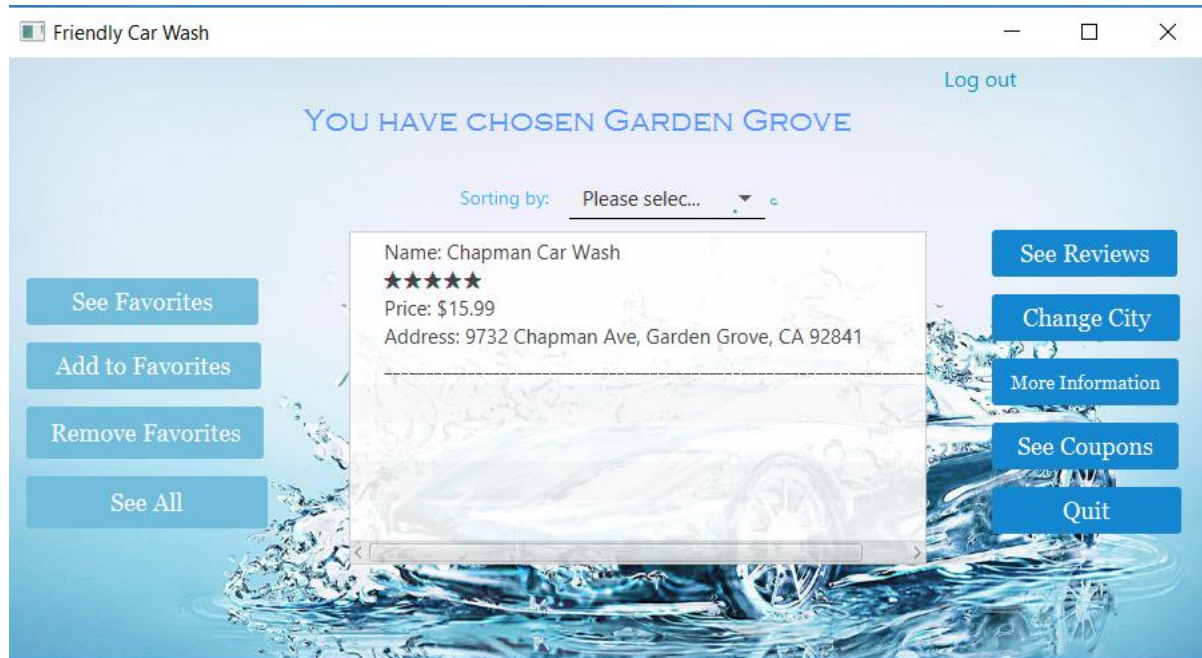 Friendly Car Wash
Log out
You have chosen Garden Grove
Sorting by: Please selec...
Name: Chapman Car Wash
★★★★★
Price: $15.99
Address: 9732 Chapman Ave, Garden Grove, CA 92841
See Favorites
Add to Favorites
Remove Favorites
See All
See Reviews
Change City
More Information
See Coupons
Quit